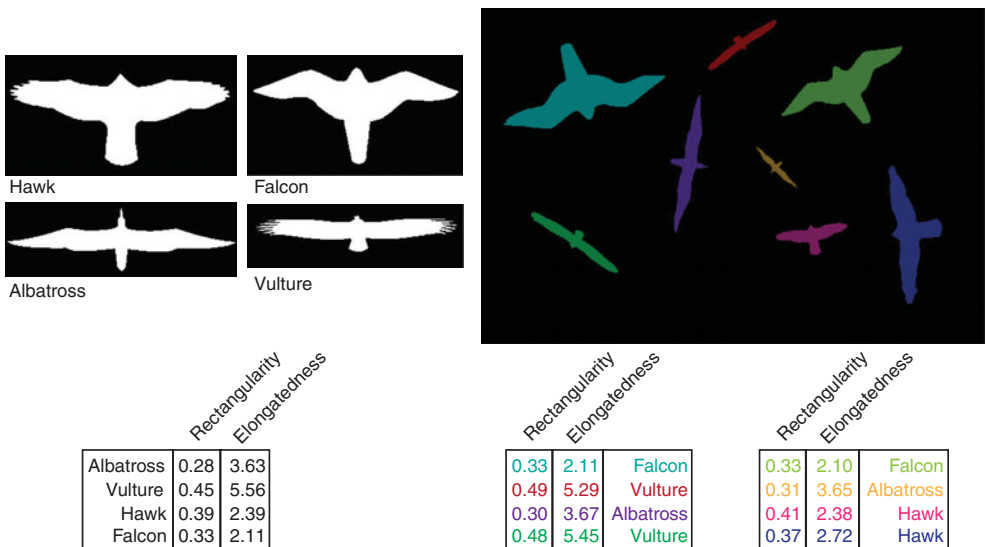 Hawk
Falcon
Albatross
Vulture
Rectangularity
Elongatedness
Albatross 0.28 3.63
Vulture 0.45 5.56
Hawk 0.39 2.39
Falcon 0.33 2.11
Rectangularity
Elongatedness
0.33 2.11 Falcon
0.49 5.29 Vulture
0.30 3.67 Albatross
0.48 5.45 Vulture
Rectangularity
Elongatedness
0.33 2.10 Falcon
0.31 3.65 Albatross
0.41 2.38 Hawk
0.37 2.72 Hawk